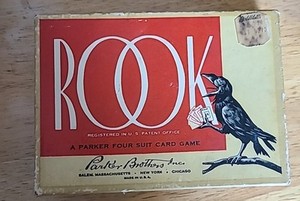 ROOK
REGISTERED IN U.S. PATENT OFFICE
A PARKER FOUR SUIT CARD GAME
Parker Brothers Inc.
SALEM, MASSACHUSETTS • NEW YORK • CHICAGO
MADE IN U.S.A.